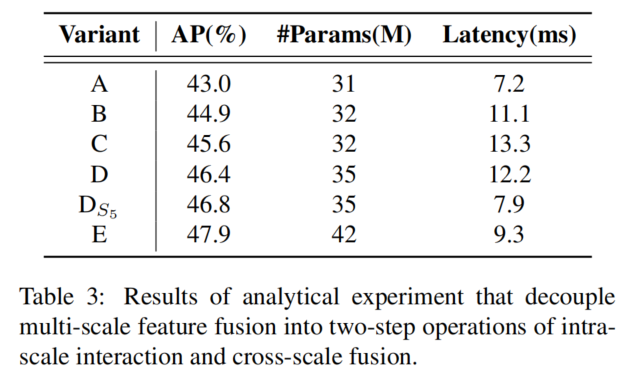 Variant AP(%) #Params(M) Latency(ms)
A 43.0 31 7.2
B 44.9 32 11.1
C 45.6 32 13.3
D 46.4 35 12.2
D_{S_5} 46.8 35 7.9
E 47.9 42 9.3
Table 3: Results of analytical experiment that decouple
multi-scale feature fusion into two-step operations of intra-
scale interaction and cross-scale fusion.